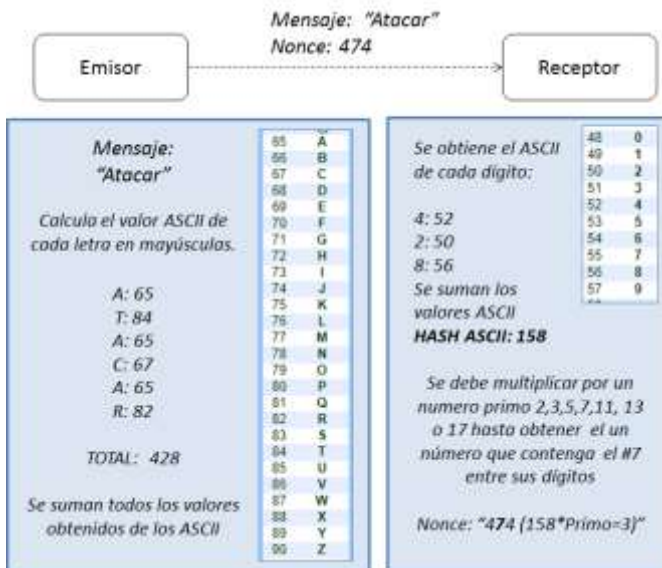 Mensaje: "Atacar"
Nonce: 474
Emisor
Receptor
Mensaje:
"Atacar"
Calcula el valor ASCII de
cada letra en mayúsculas.
A: 65
T: 84
A: 65
C: 67
A: 65
R: 82
TOTAL: 428
Se suman todos los valores
obtenidos de los ASCII
65 A
66 B
67 C
68 D
69 E
70 F
71 G
72 H
73 I
74 J
75 K
76 L
77 M
78 N
79 O
80 P
81 Q
82 R
83 S
84 T
85 U
86 V
87 W
88 X
89 Y
90 Z
Se obtiene el ASCII
de cada dígito:
4: 52
2: 50
8: 56
Se suman los
valores ASCII
HASH ASCII: 158
48 0
49 1
50 2
51 3
52 4
53 5
54 6
55 7
56 8
57 9
Se debe multiplicar por un
numero primo 2,3,5,7,11, 13
o 17 hasta obtener el un
número que contenga el #7
entre sus dígitos
Nonce: "474 (158*Primo=3)"